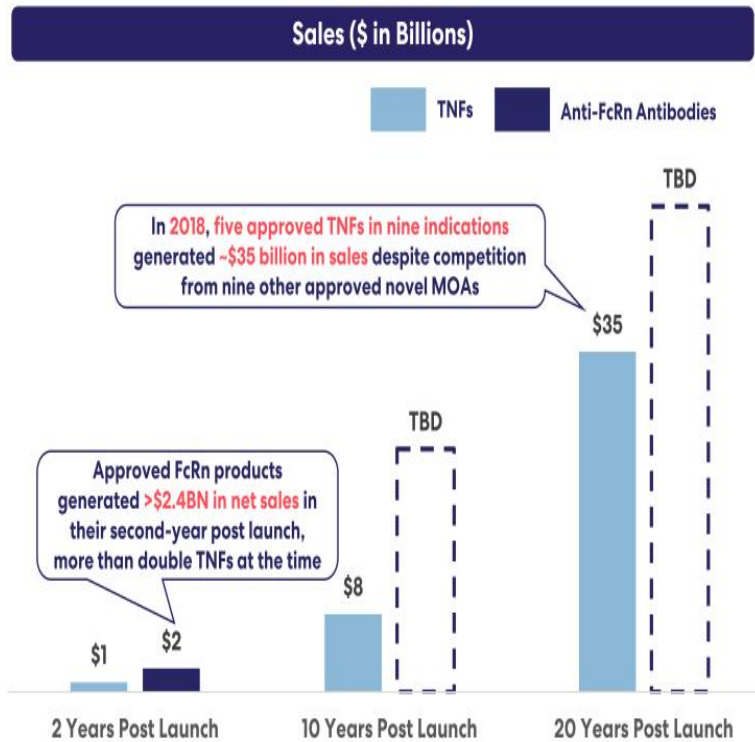 Sales ($ in Billions)
TNFs
Anti-FcRn Antibodies
TBD
In 2018, five approved TNFs in nine indications
generated ~$35 billion in sales despite competition
from nine other approved novel MOAs
$35
TBD
Approved FcRn products
generated >$2.4BN in net sales in
their second-year post launch,
more than double TNFs at the time
$8
$1
$2
2 Years Post Launch
10 Years Post Launch
20 Years Post Launch